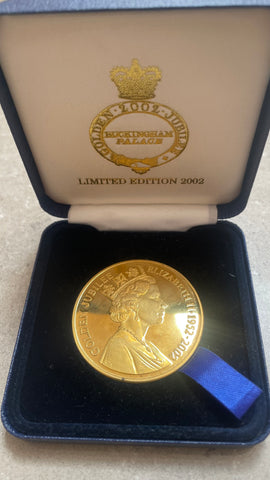 GOLDEN · 2002 · JUBILEE
BUCKINGHAM
PALACE
LIMITED EDITION 2002
GOLDEN JUBILEE ELIZABETH II · 1952-2002